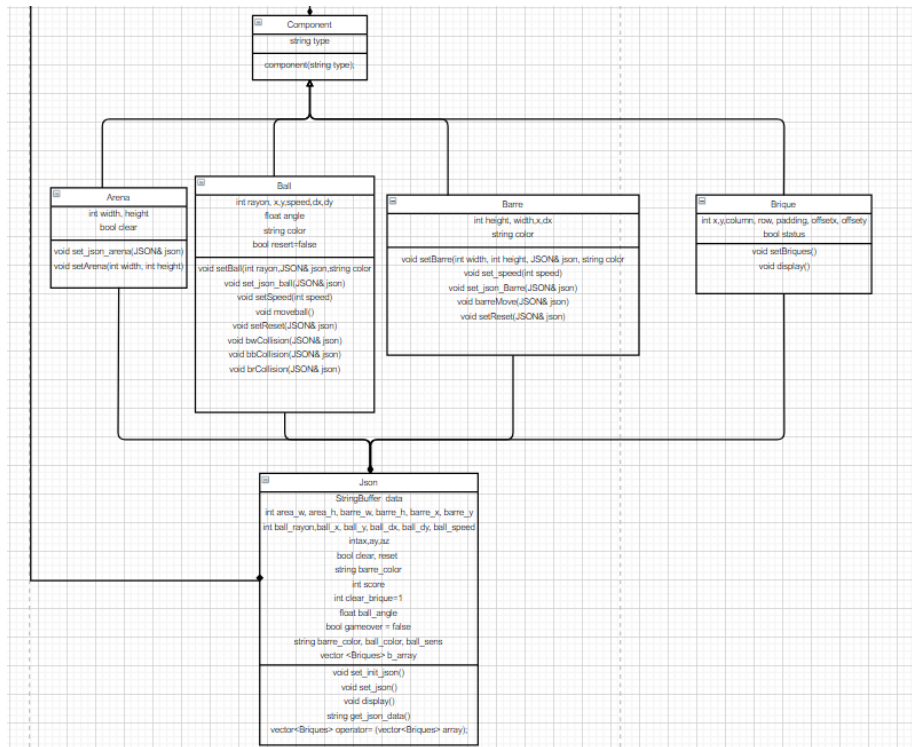 Component
string type
component(string type);
Arena
int width, height
bool clear
void set_json_arena(JSON& json)
void setArena(int width, int height)
Ball
int rayon, x,y,speed,dx,dy
float angle
string color
bool resert=false
void setBall(int rayon,JSON& json,string color
void set_json_ball(JSON& json)
void setSpeed(int speed)
void moveball()
void setReset(JSON& json)
void bwCollision(JSON& json)
void bbCollision(JSON& json)
void brCollision(JSON& json)
Barre
int height, width,x,dx
string color
void setBarre(int width, int height, JSON& json, string color
void set_speed(int speed)
void set_json_Barre(JSON& json)
void barreMove(JSON& json)
void setReset(JSON& json)
Brique
int x,y,column, row, padding, offsetx, offsety
bool status
void setBriques()
void display()
Json
StringBuffer data
int area_w, area_h, barre_w, barre_h, barre_x, barre_y
int ball_rayon,ball_x, ball_y, ball_dx, ball_dy, ball_speed
intax,ay,az
bool clear, reset
string barre_color
int score
int clear_brique=1
float ball_angle
bool gameover = false
string barre_color, ball_color, ball_sens
vector <Briques> b_array
void set_init_json()
void set_json()
void display()
string get_json_data()
vector<Briques> operator= (vector<Briques> array);